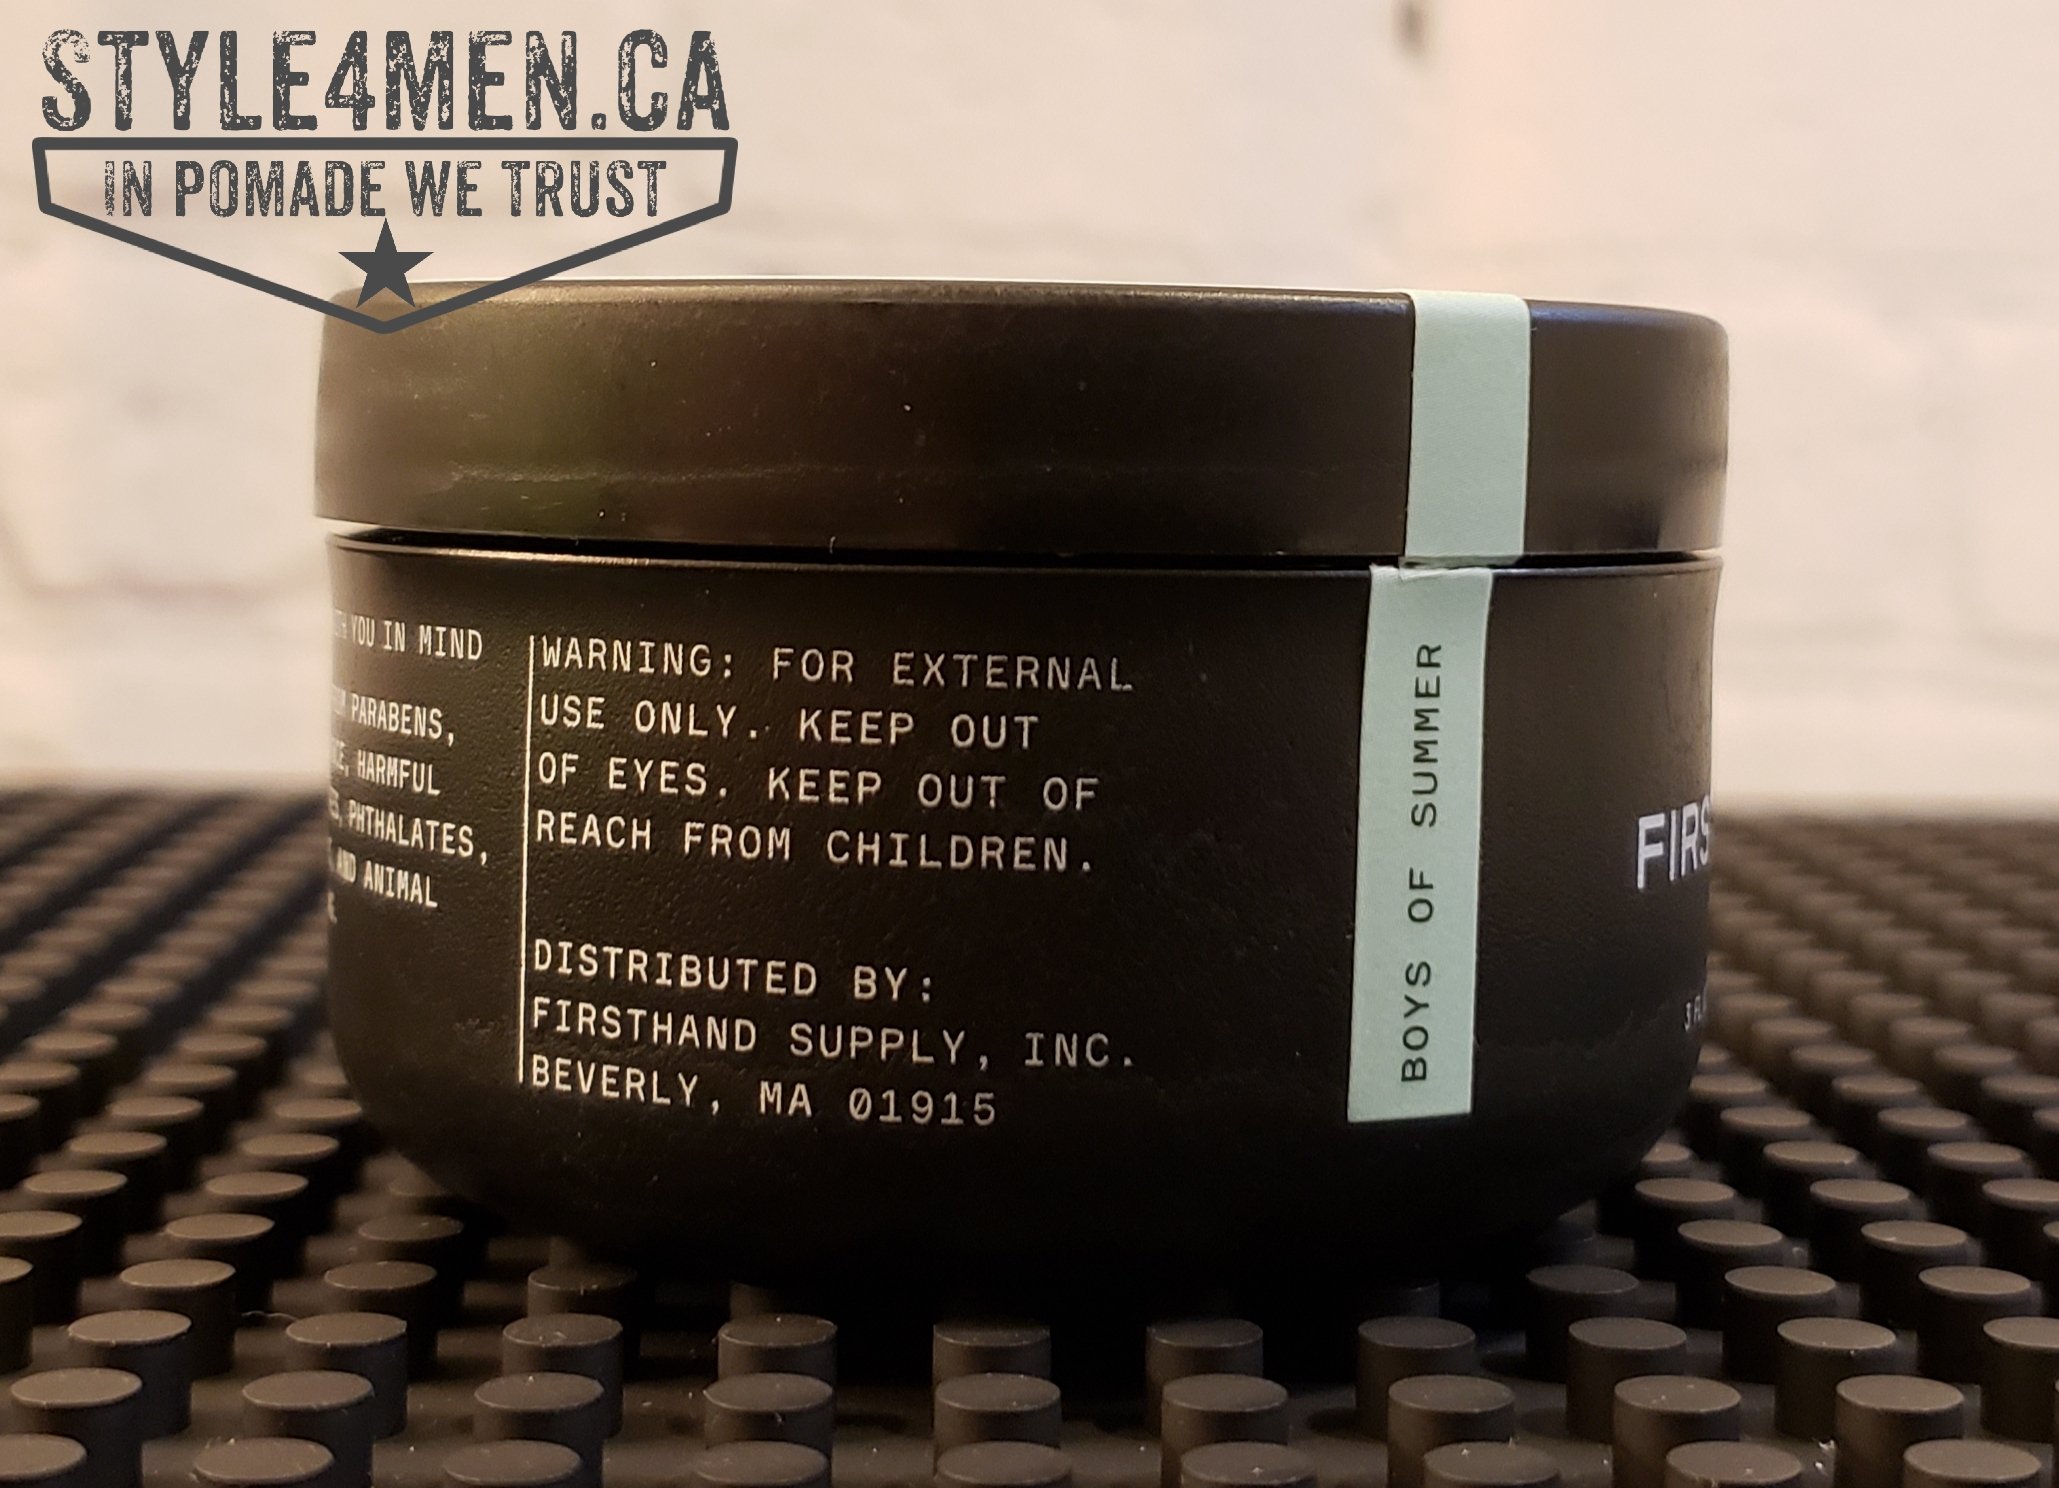 STYLE4MEN.CA
IN POMADE WE TRUST
YOU IN MIND
PARABENS,
HARMFUL
PHTHALATES,
AND ANIMAL
WARNING: FOR EXTERNAL
USE ONLY. KEEP OUT
OF EYES. KEEP OUT OF
REACH FROM CHILDREN.
DISTRIBUTED BY:
FIRSTHAND SUPPLY, INC.
BEVERLY, MA 01915
BOYS OF SUMMER